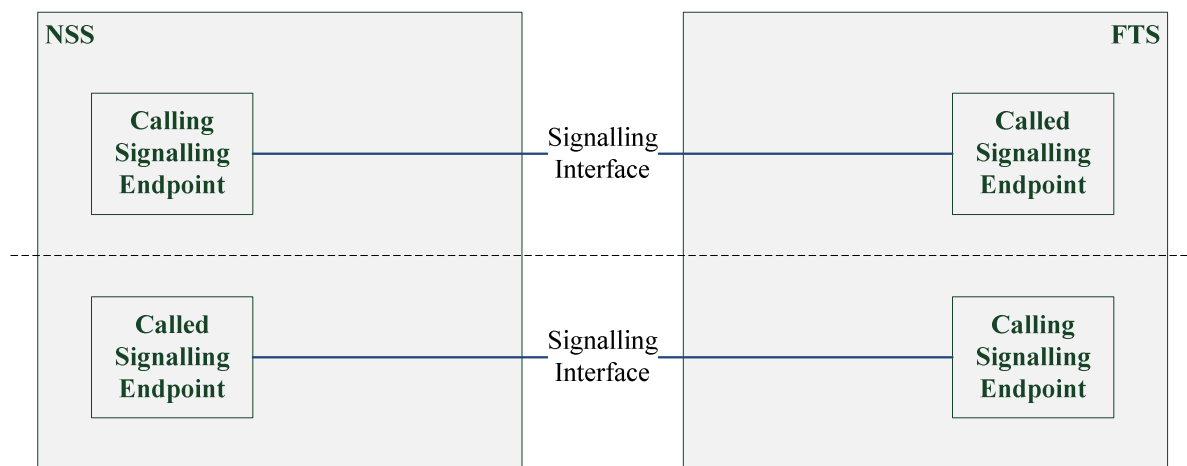 NSS
FTS
Calling
Signalling
Endpoint
Signalling
Interface
Called
Signalling
Endpoint
Called
Signalling
Endpoint
Signalling
Interface
Calling
Signalling
Endpoint